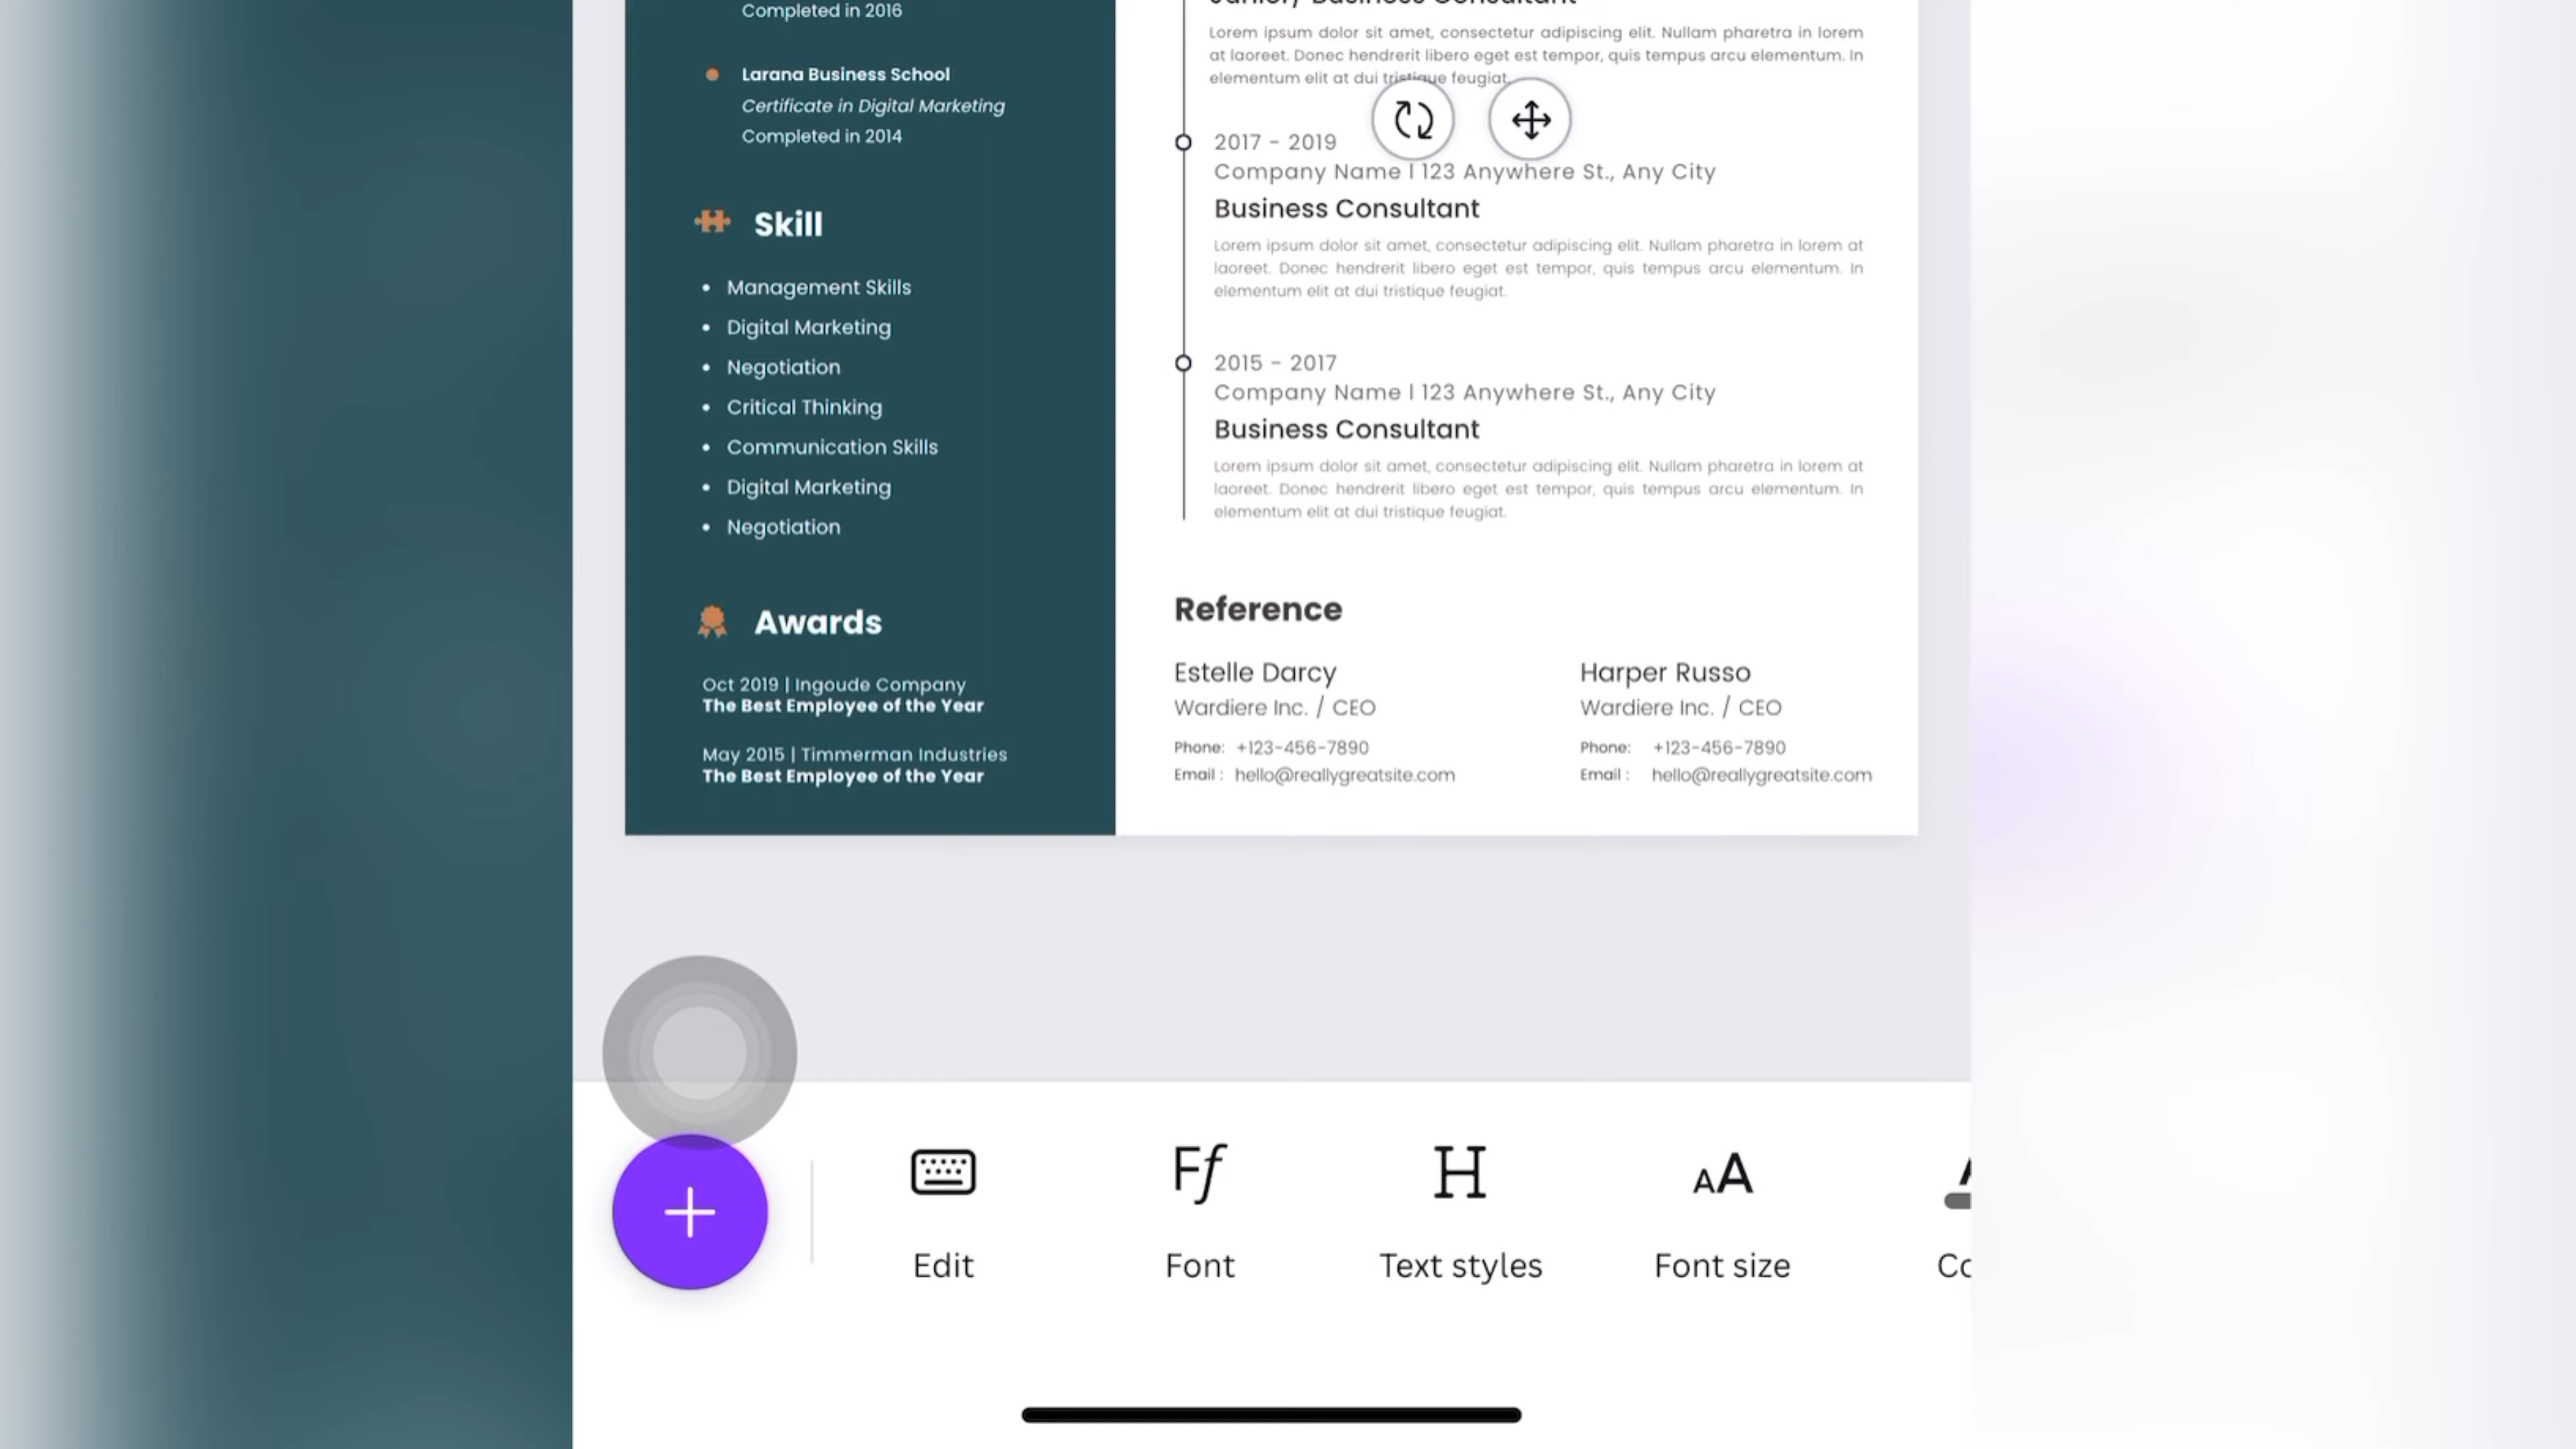 Completed in 2016
Larana Business School
Certificate in Digital Marketing
Completed in 2014
Skill
Management Skills
Digital Marketing
Negotiation
Critical Thinking
Communication Skills
Digital Marketing
Negotiation
Awards
Oct 2019 | Ingoude Company
The Best Employee of the Year
May 2015 | Timmerman Industries
The Best Employee of the Year
Business Consultant
Lorem ipsum dolor sit amet, consectetur adipiscing elit. Nullam pharetra in lorem
at laoreet. Donec hendrerit libero eget est tempor, quis tempus arcu elementum. In
elementum elit at dui tristique feugiat.
2017 - 2019
Company Name l 123 Anywhere St., Any City
Business Consultant
Lorem ipsum dolor sit amet, consectetur adipiscing elit. Nullam pharetra in lorem at
laoreet. Donec hendrerit libero eget est tempor, quis tempus arcu elementum. In
elementum elit at dui tristique feugiat.
2015 - 2017
Company Name l 123 Anywhere St., Any City
Business Consultant
Lorem ipsum dolor sit amet, consectetur adipiscing elit. Nullam pharetra in lorem at
laoreet. Donec hendrerit libero eget est tempor, quis tempus arcu elementum. In
elementum elit at dui tristique feugiat.
Reference
Estelle Darcy
Wardiere Inc. / CEO
Phone: +123-456-7890
Email : hello@reallygreatsite.com
Harper Russo
Wardiere Inc. / CEO
Phone: +123-456-7890
Email : hello@reallygreatsite.com
Edit
Font
Text styles
Font size